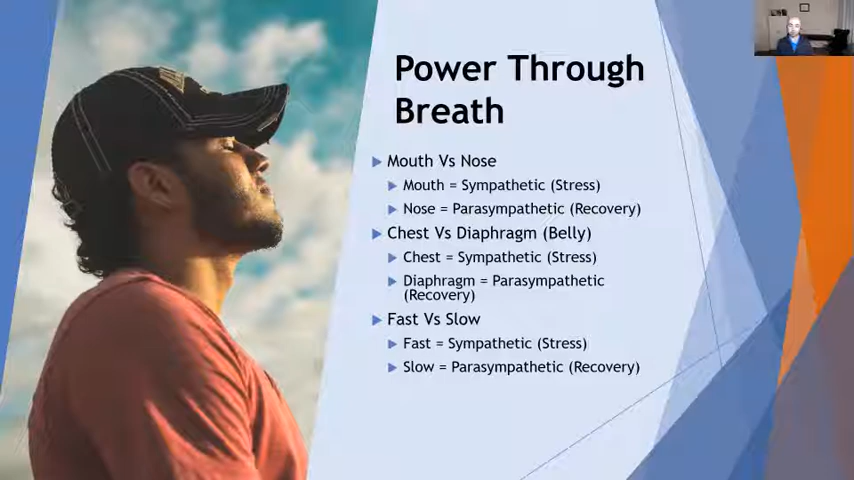 Power Through
Breath
Mouth Vs Nose
Mouth = Sympathetic (Stress)
Nose = Parasympathetic (Recovery)
Chest Vs Diaphragm (Belly)
Chest = Sympathetic (Stress)
Diaphragm = Parasympathetic
(Recovery)
Fast Vs Slow
Fast = Sympathetic (Stress)
Slow = Parasympathetic (Recovery)